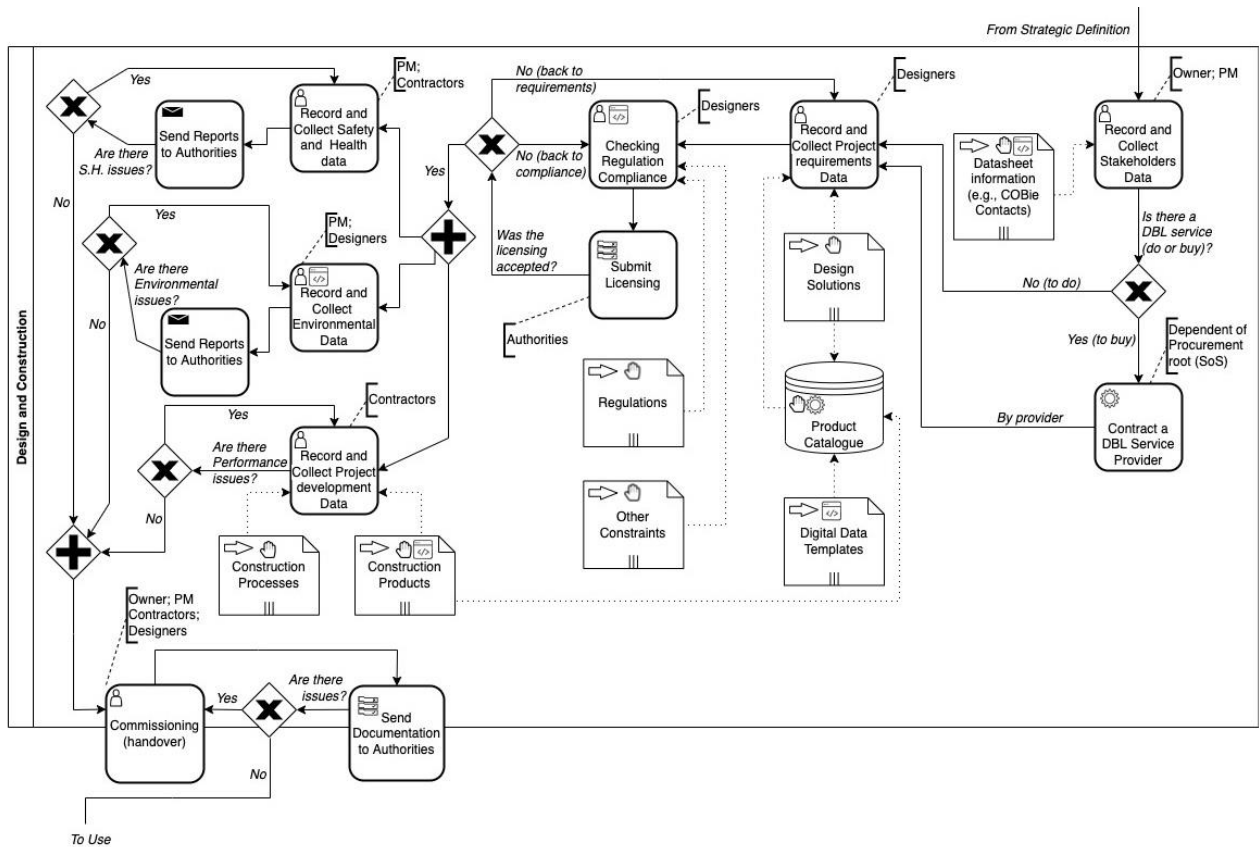 From Strategic Definition
Design and Construction
Yes
PM;
Contractors
Record and
Collect Safety
and Health
data
Send Reports
to Authorities
Are there
S.H. issues?
No
No (back to
requirements)
Designers
Checking
Regulation
Compliance
No (back to
compliance)
Yes
Designers
Record and
Collect Project
requirements
Data
Owner; PM
Record and
Collect
Stakeholders
Data
Datasheet
information
(e.g., COBie
Contacts)
Is there a
DBL service
(do or buy)?
No (to do)
Yes (to buy)
Dependent of
Procurement
root (SoS)
Contract a
DBL Service
Provider
By provider
Yes
PM;
Designers
Are there
Environmental
issues?
Record and
Collect
Environmental
Data
Send Reports
to Authorities
No
Was the
licensing
accepted?
Submit
Licensing
Authorities
Design
Solutions
Regulations
Product
Catalogue
Other
Constraints
Digital Data
Templates
Yes
Contractors
Are there
Performance
issues?
Record and
Collect Project
development
Data
No
Construction
Processes
Construction
Products
Owner; PM
Contractors;
Designers
Commissioning
(handover)
Yes
Are there
issues?
Send
Documentation
to Authorities
No
To Use